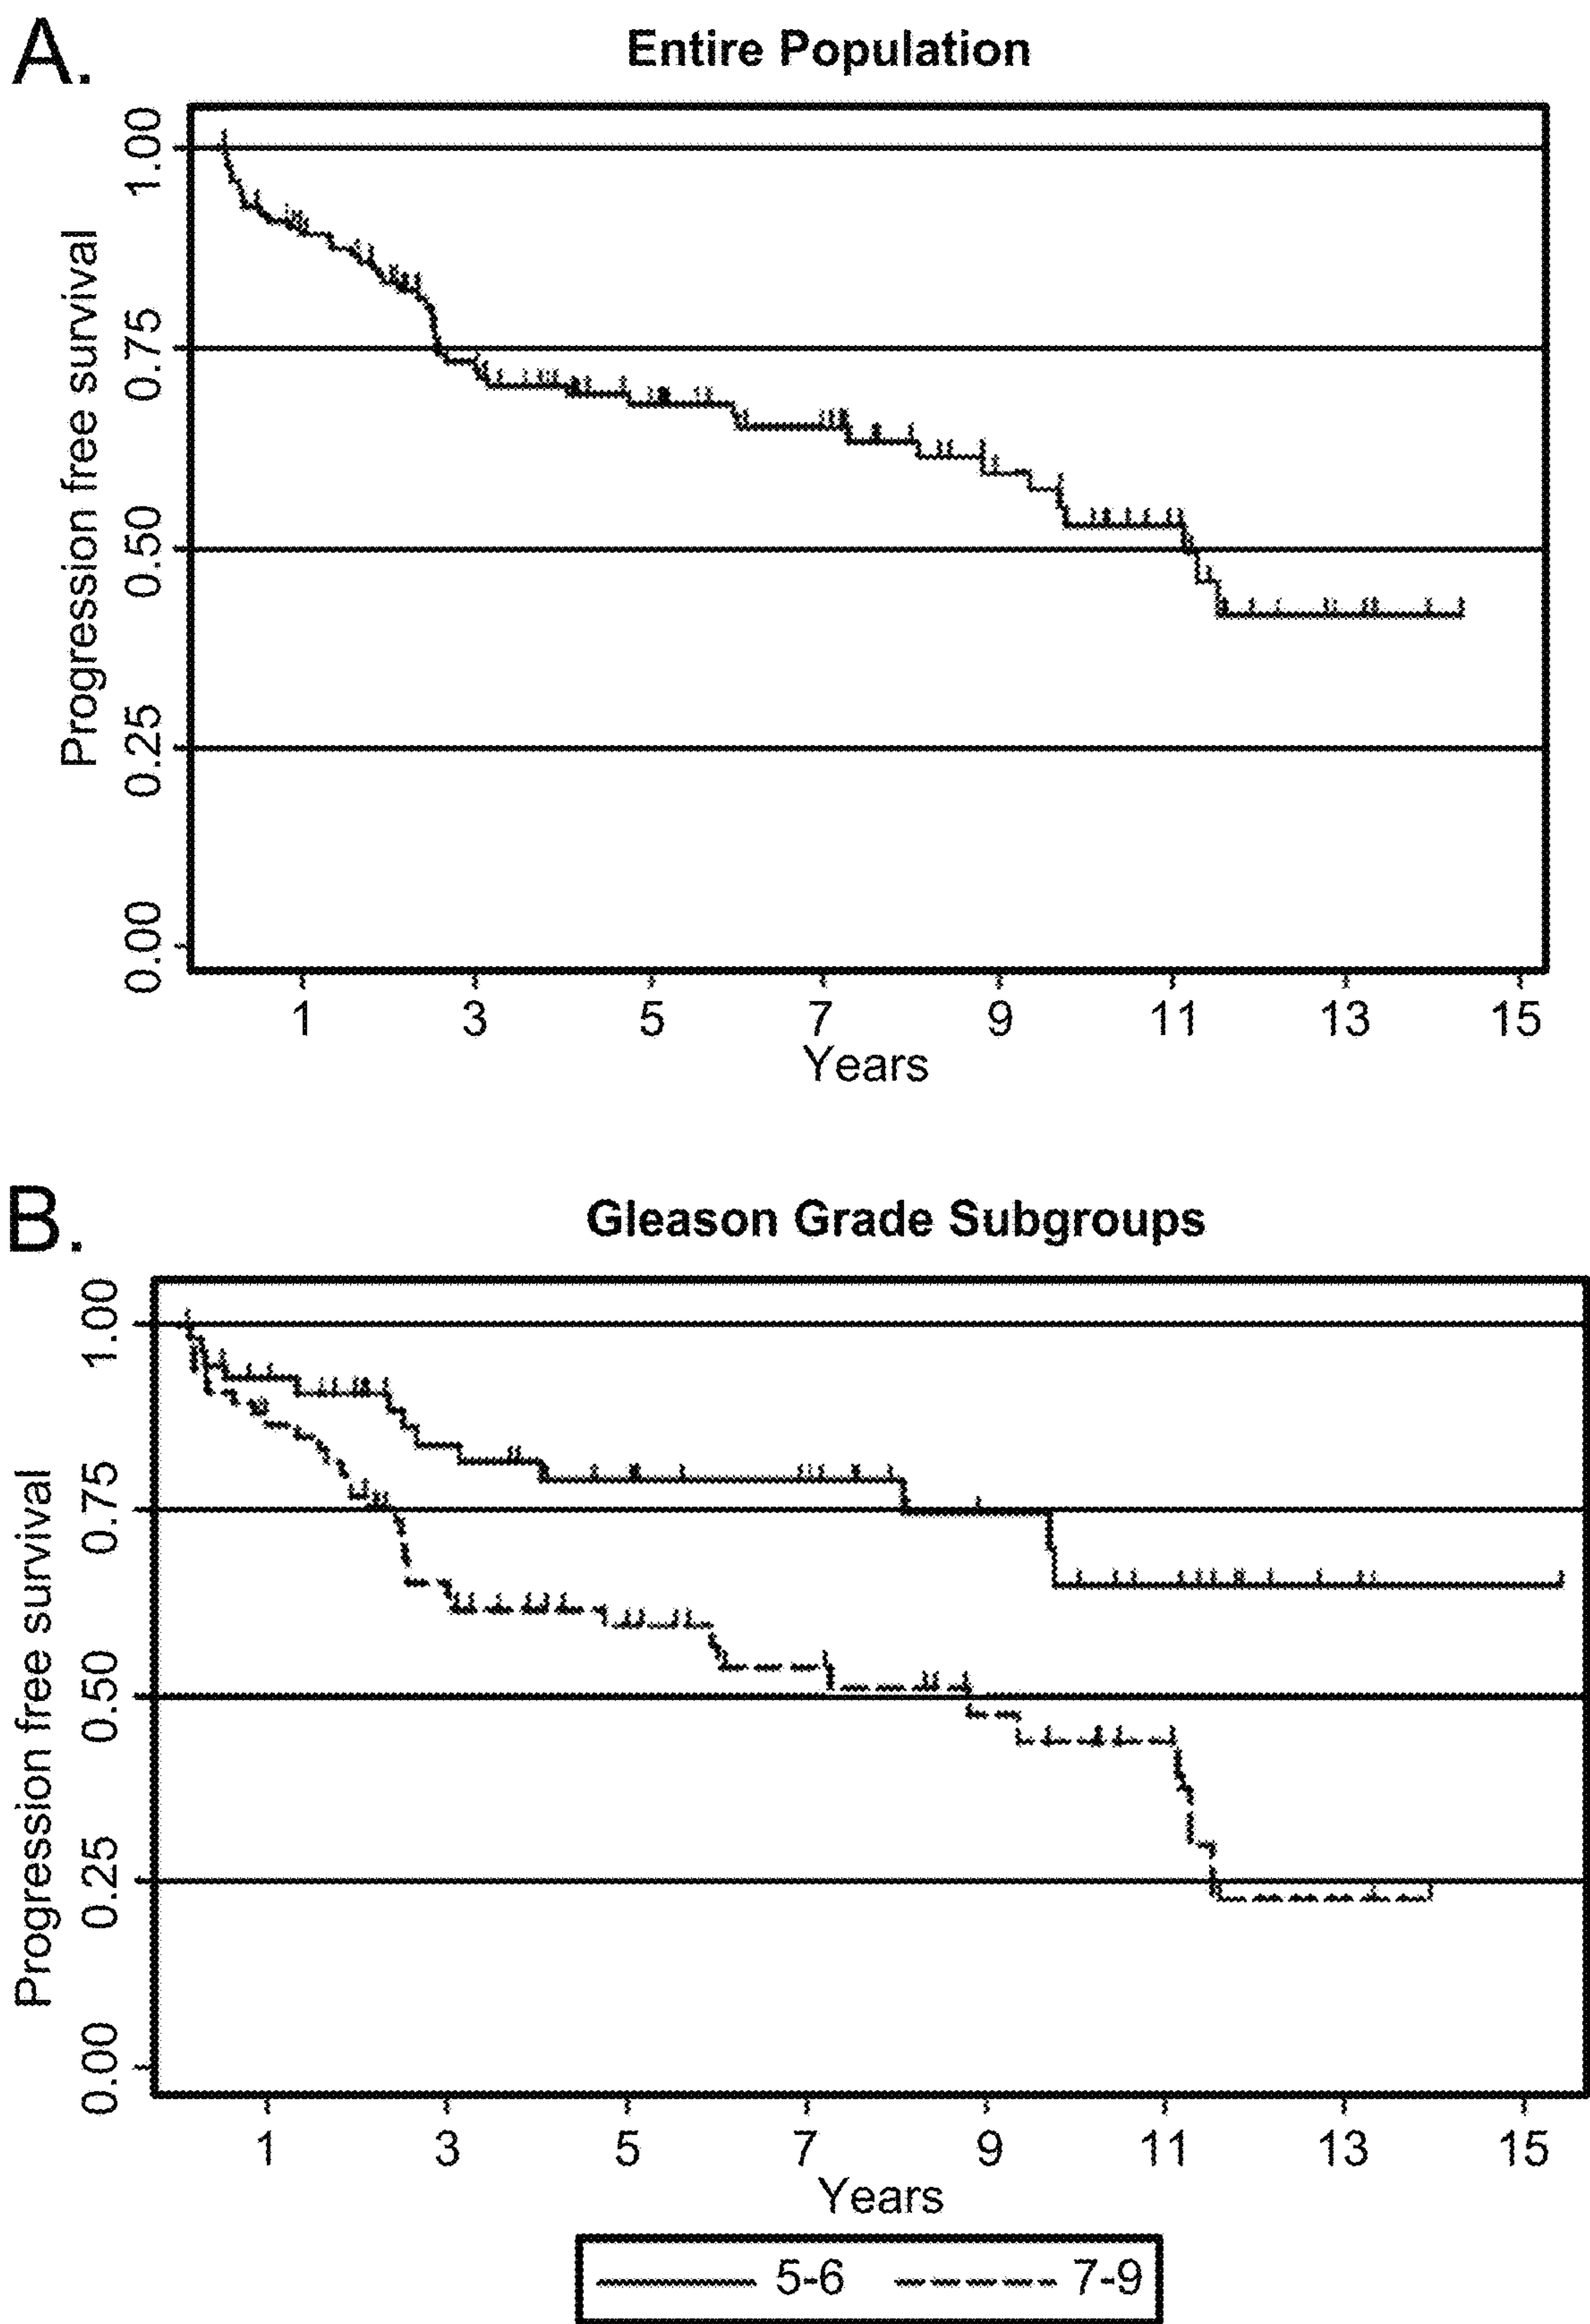 A.
Entire Population
Progression free survival
1.00
0.75
0.50
0.25
0.00
1 3 5 7 9 11 13 15
Years
B.
Gleason Grade Subgroups
Progression free survival
1.00
0.75
0.50
0.25
0.00
1 3 5 7 9 11 13 15
Years
5-6 7-9